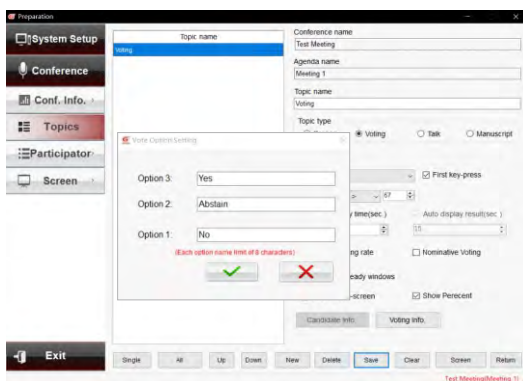 Preparation
System Setup
Conference
Conf. Info.
Topics
Participator
Screen
Exit
Topic name
Voting
Conference name
Test Meeting
Agenda name
Meeting 1
Topic name
Voting
Topic type
Voting
Talk
Manuscript
First key-press
> 67
time(sec.)
Auto display result(sec.)
15
ng rate
Nominative Voting
eady windows
-screen
Show Perecent
Candidate Info.
Voting Info.
Vote Option Setting
Option 3: Yes
Option 2: Abstain
Option 1: No
(Each option name limit of 8 characters)
Single All Up Down New Delete Save Clear Screen Return
Test Meeting(Meeting 1)